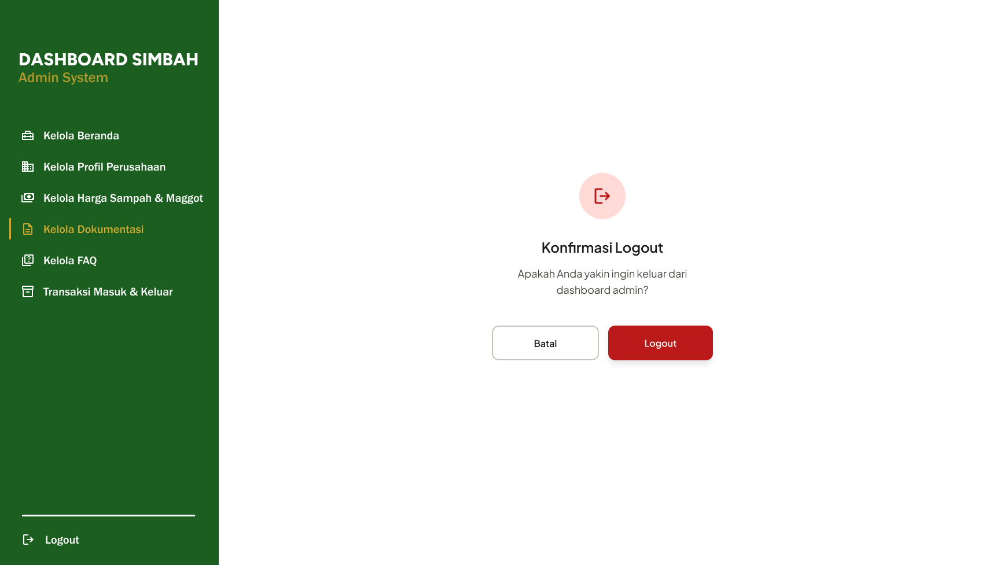 DASHBOARD SIMBAH
Admin System
Kelola Beranda
Kelola Profil Perusahaan
Kelola Harga Sampah & Maggot
Kelola Dokumentasi
Kelola FAQ
Transaksi Masuk & Keluar
Logout
Konfirmasi Logout
Apakah Anda yakin ingin keluar dari
dashboard admin?
Batal
Logout